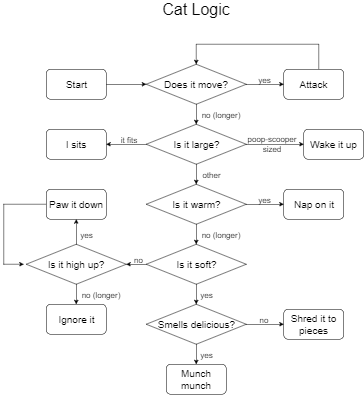 Cat Logic
Start
Does it move?
yes
Attack
no (longer)
I sits
it fits
Is it large?
poop-scooper
sized
Wake it up
other
Paw it down
Is it warm?
yes
Nap on it
yes
no (longer)
Is it high up?
no
Is it soft?
no (longer)
yes
Ignore it
Smells delicious?
no
Shred it to
pieces
yes
Munch
munch